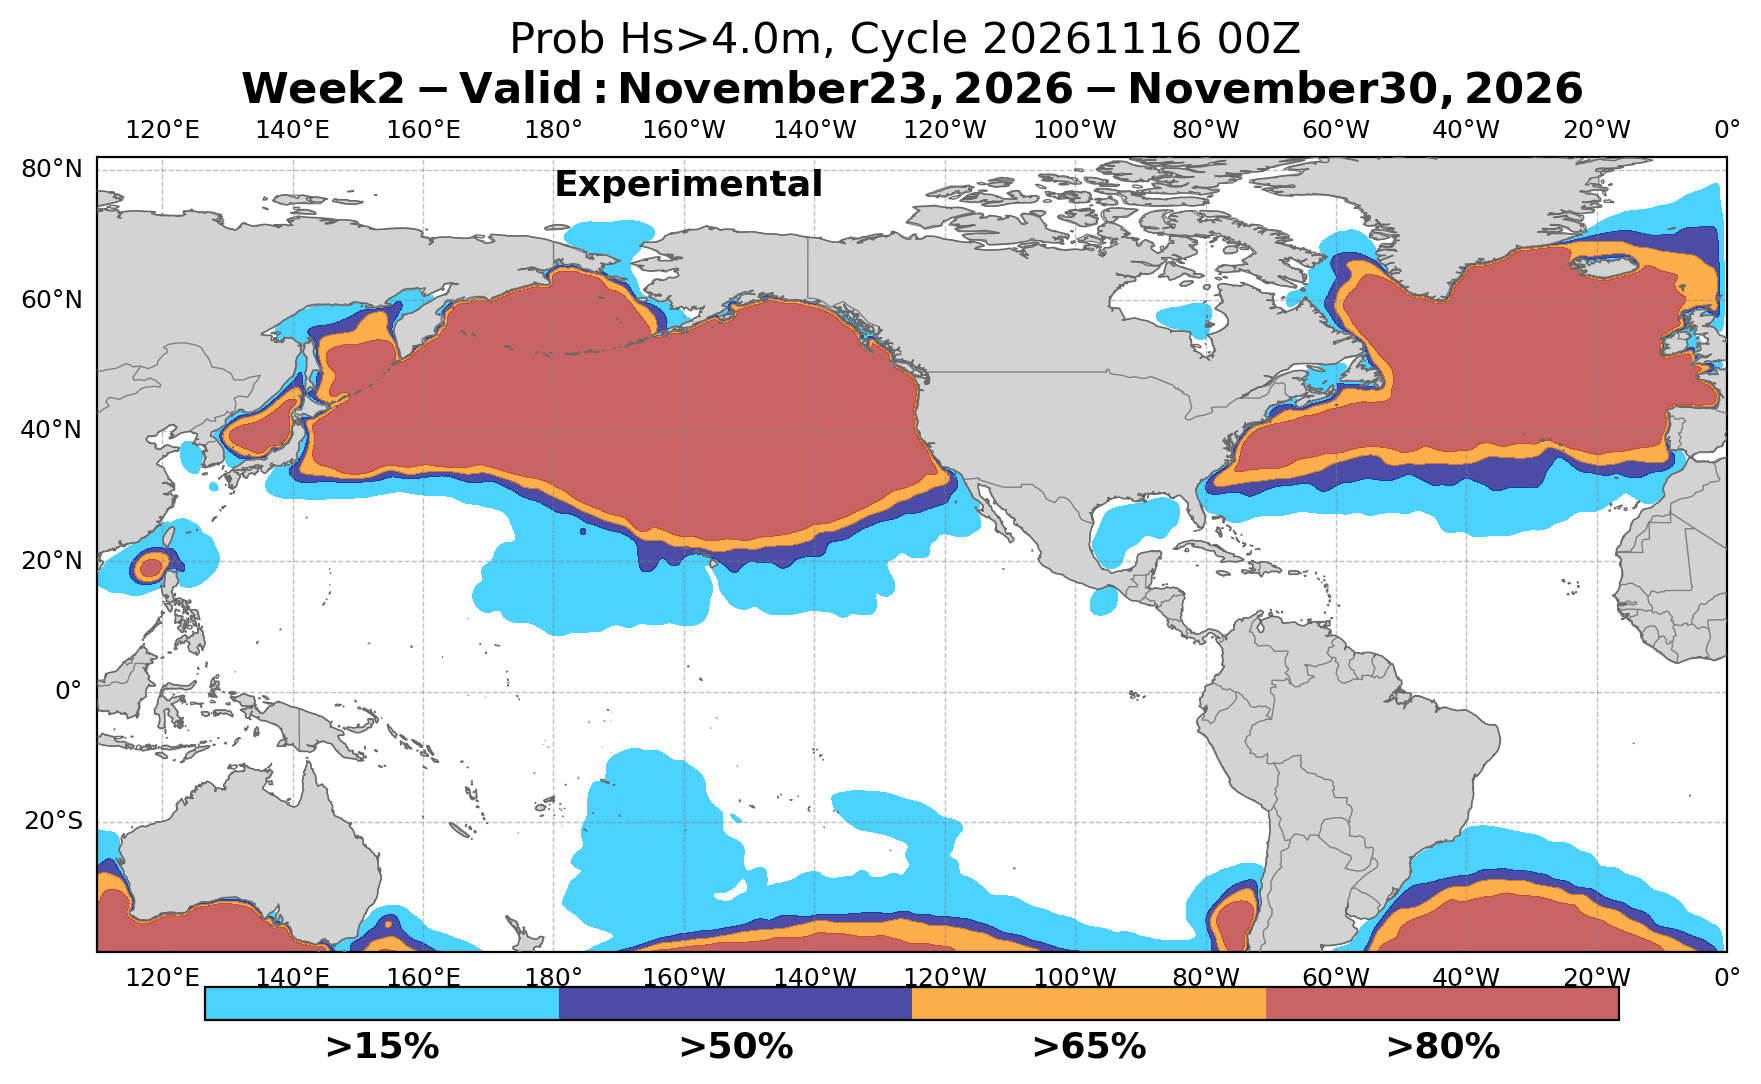 Prob Hs>4.0m, Cycle 20261116 00Z
Week2 − Valid : November23, 2026 − November30, 2026
120°E 140°E 160°E 180° 160°W 140°W 120°W 100°W 80°W 60°W 40°W 20°W 0°
80°N
Experimental
60°N
40°N
20°N
0°
20°S
120°E 140°E 160°E 180° 160°W 140°W 120°W 100°W 80°W 60°W 40°W 20°W 0°
>15% >50% >65% >80%